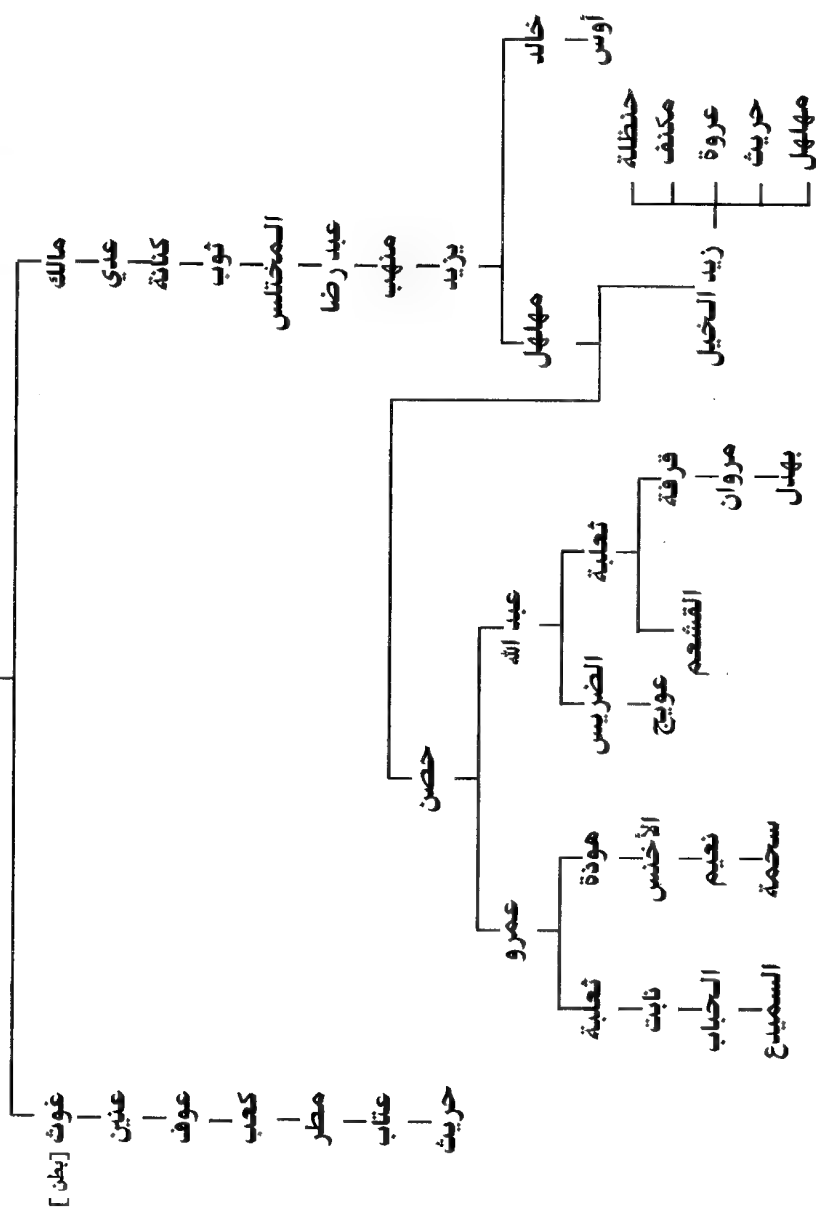 مالك
عدي
كنانة
ثوب
المختلس
عبد رضا
منهب
يزيد
خالد
أوس
مهلهل
زيد الخيل
حنظلة
مكنف
عروة
حريث
مهلهل
حصن
عبد الله
ثعلبة
قرفة
مروان
بهدل
القشعم
الضريس
عويج
عمرو
هوذة
الأخنس
نعيم
سحمة
ثعلبة
نابت
الحباب
السميدع
غوث [بطن]
عنين
عوف
كعب
مطر
عتاب
حريث